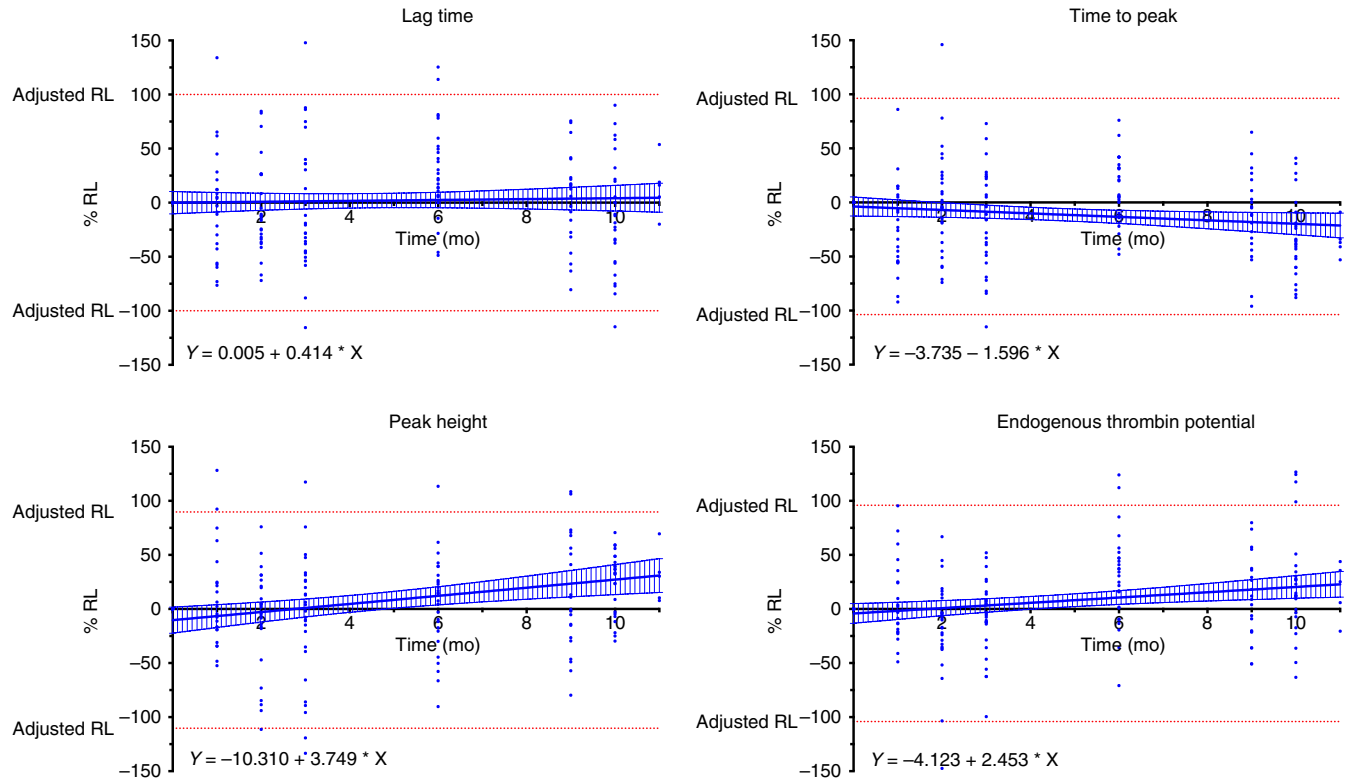 Lag time
150
Adjusted RL 100
50
% RL
0
2 4 6 8 10
Time (mo)
−50
Adjusted RL −100
Y = 0.005 + 0.414 * X
−150
Time to peak
150
Adjusted RL 100
50
% RL
0
2 4 6 8 10
Time (mo)
−50
Adjusted RL −100
Y = −3.735 − 1.596 * X
−150
Peak height
150
100
Adjusted RL
50
% RL
0
2 4 6 8 10
Time (mo)
−50
−100
Adjusted RL
Y = −10.310 + 3.749 * X
−150
Endogenous thrombin potential
150
Adjusted RL 100
50
% RL
0
2 4 6 8 10
Time (mo)
−50
Adjusted RL −100
Y = −4.123 + 2.453 * X
−150